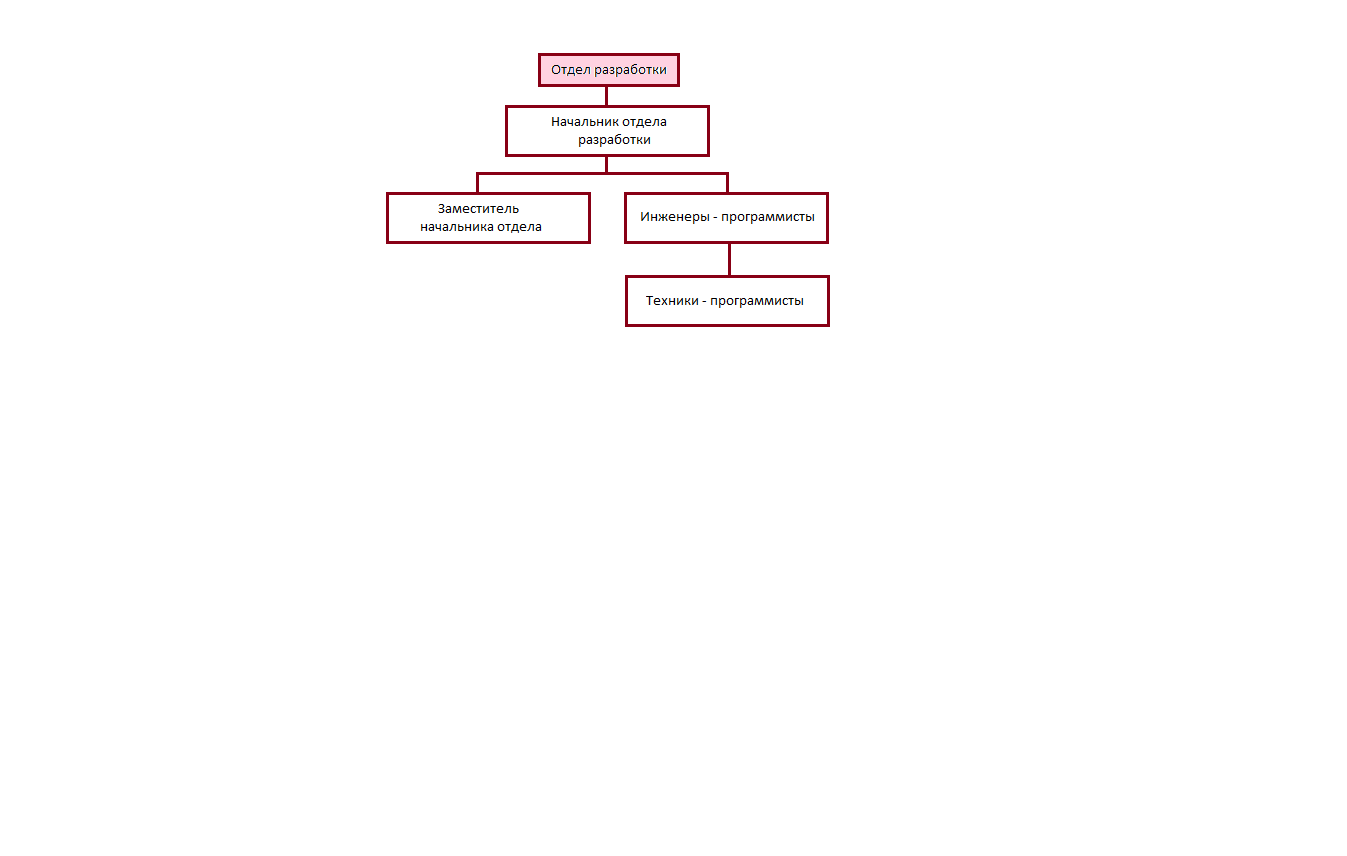 Отдел разработки
Начальник отдела
разработки
Заместитель
начальника отдела
Инженеры - программисты
Техники - программисты